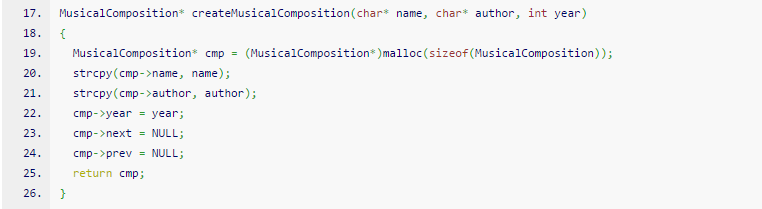 17. MusicalComposition* createMusicalComposition(char* name, char* author, int year)
18. {
19. MusicalComposition* cmp = (MusicalComposition*)malloc(sizeof(MusicalComposition));
20. strcpy(cmp->name, name);
21. strcpy(cmp->author, author);
22. cmp->year = year;
23. cmp->next = NULL;
24. cmp->prev = NULL;
25. return cmp;
26. }